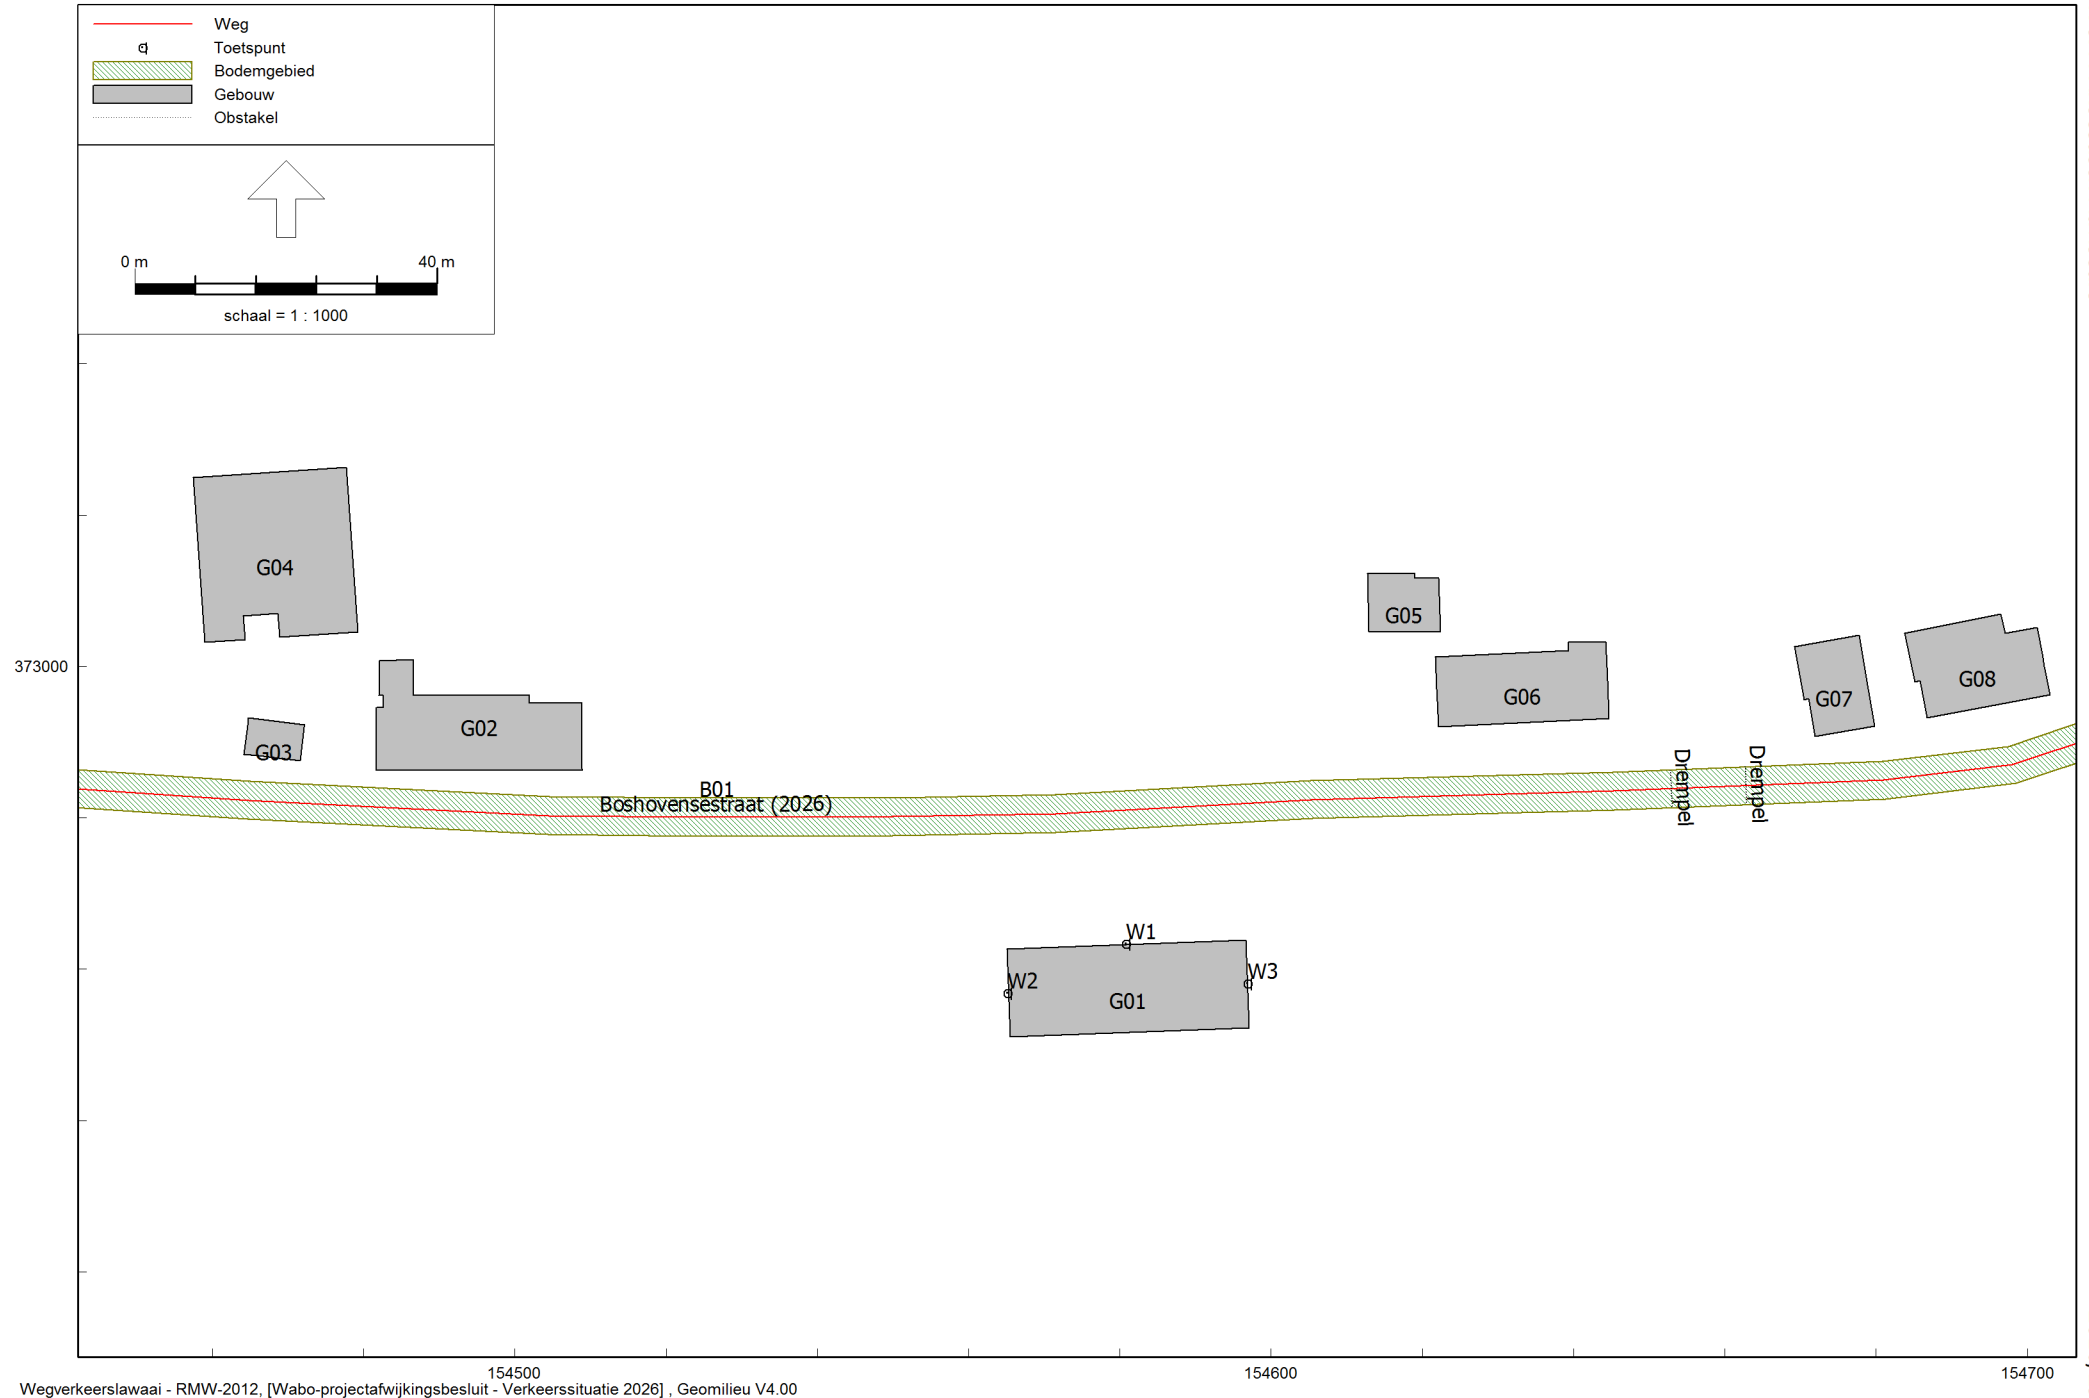 Weg
Toetspunt
Bodemgebied
Gebouw
Obstakel
0 m 40 m
schaal = 1 : 1000
G04
G05
373000
G08
G06
G07
G02
G03
Drempel
Drempel
B01
Boshovensestraat (2026)
W1
W3
W2
G01
154500 154600 154700
Wegverkeerslawaai - RMW-2012, [Wabo-projectafwijkingsbesluit - Verkeerssituatie 2026] , Geomilieu V4.00